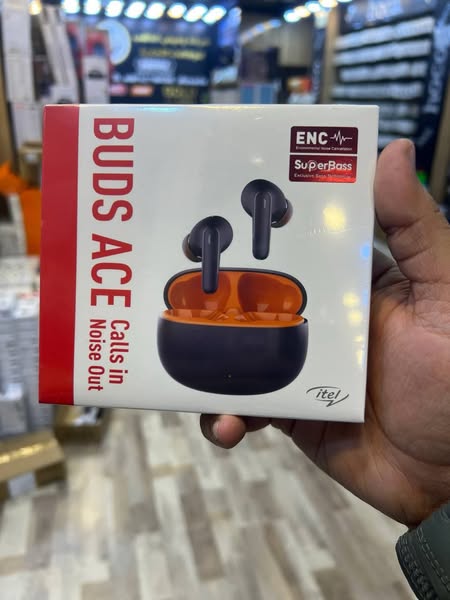 BUDS ACE
Calls in
Noise Out
ENC
Environmental Noise Cancellation
SuperBass
Exclusive Bass Technology
itel